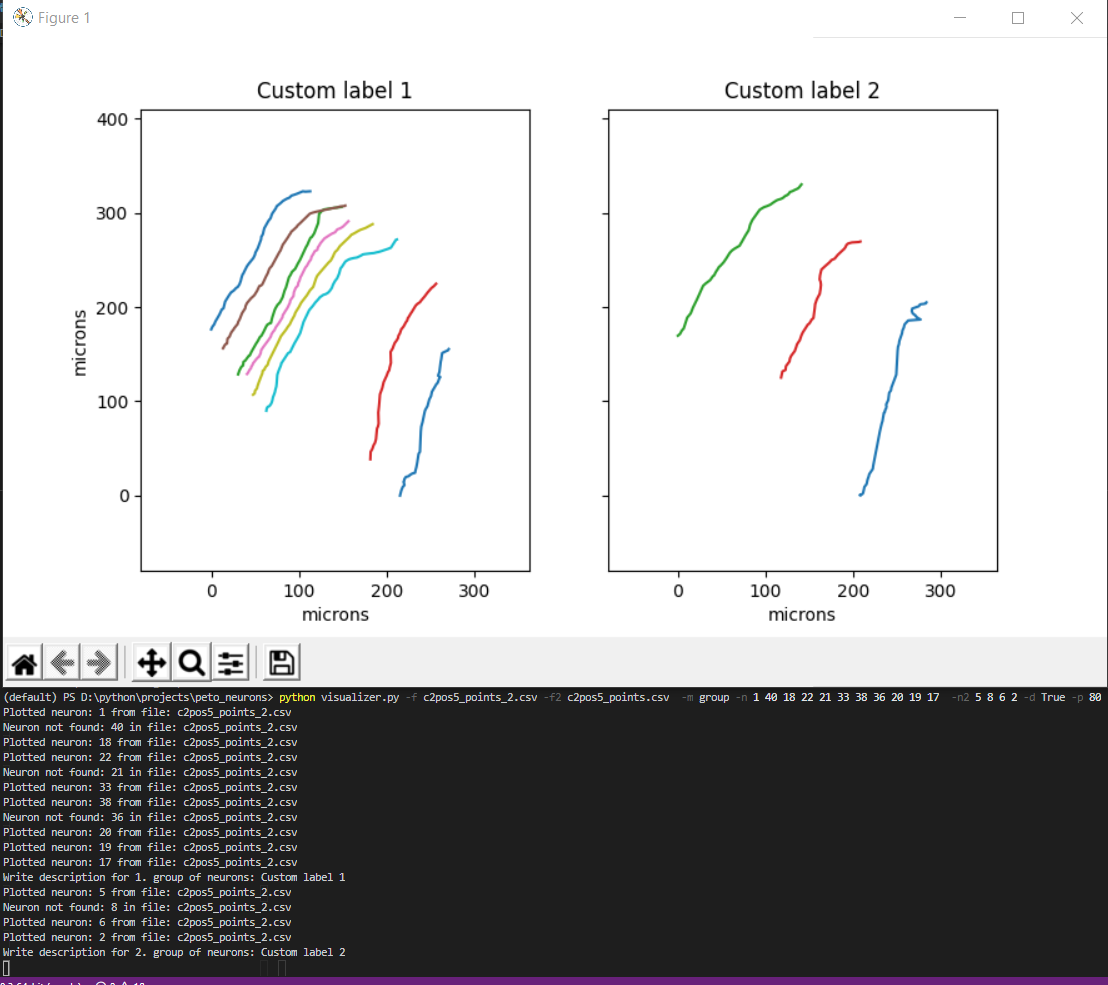 Figure 1
Custom label 1 Custom label 2
400
300
200
100
0
microns
0 100 200 300 0 100 200 300
microns microns
(default) PS D:\python\projects\peto_neurons> python visualizer.py -f c2pos5_points_2.csv -f2 c2pos5_points.csv  -m group -n 1 40 18 22 21 33 38 36 20 19 17  -n2 5 8 6 2 -d True -p 80
Plotted neuron: 1 from file: c2pos5_points_2.csv
Neuron not found: 40 in file: c2pos5_points_2.csv
Plotted neuron: 18 from file: c2pos5_points_2.csv
Plotted neuron: 22 from file: c2pos5_points_2.csv
Neuron not found: 21 in file: c2pos5_points_2.csv
Plotted neuron: 33 from file: c2pos5_points_2.csv
Plotted neuron: 38 from file: c2pos5_points_2.csv
Neuron not found: 36 in file: c2pos5_points_2.csv
Plotted neuron: 20 from file: c2pos5_points_2.csv
Plotted neuron: 19 from file: c2pos5_points_2.csv
Plotted neuron: 17 from file: c2pos5_points_2.csv
Write description for 1. group of neurons: Custom label 1
Plotted neuron: 5 from file: c2pos5_points_2.csv
Neuron not found: 8 in file: c2pos5_points_2.csv
Plotted neuron: 6 from file: c2pos5_points_2.csv
Plotted neuron: 2 from file: c2pos5_points_2.csv
Write description for 2. group of neurons: Custom label 2